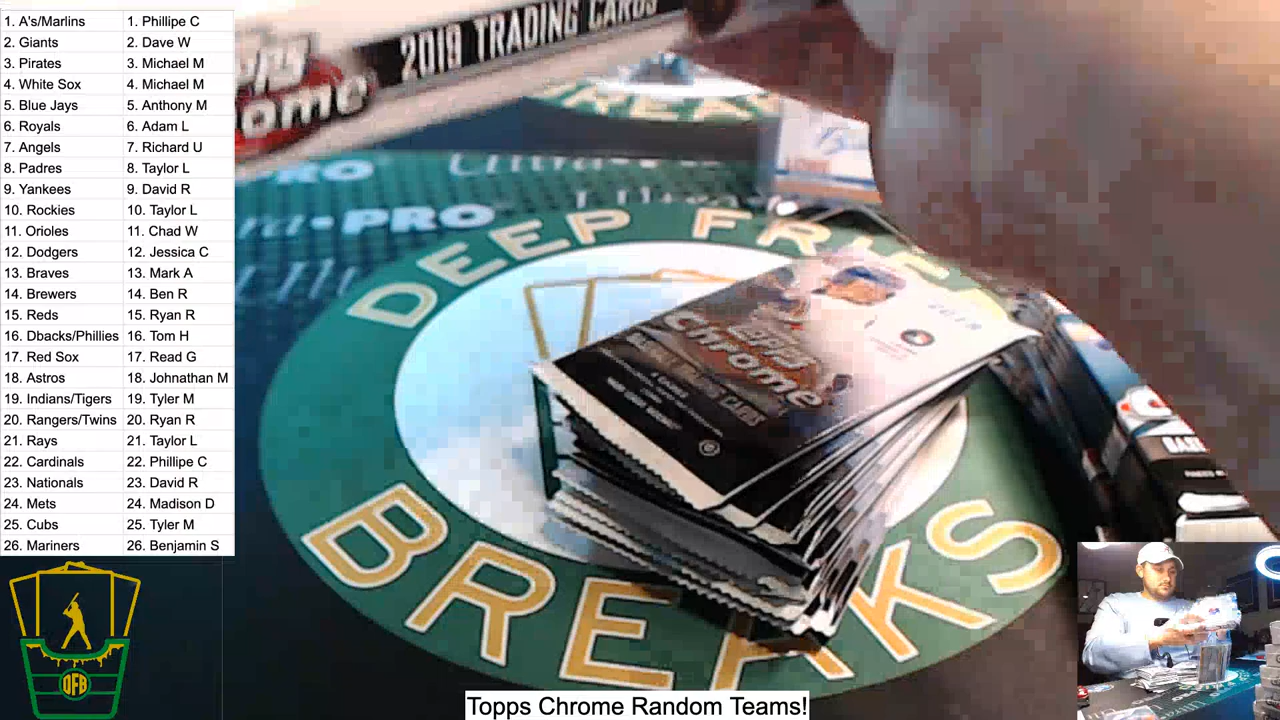 1. A's/Marlins 1. Phillipe C
2. Giants 2. Dave W
3. Pirates 3. Michael M
4. White Sox 4. Michael M
5. Blue Jays 5. Anthony M
6. Royals 6. Adam L
7. Angels 7. Richard U
8. Padres 8. Taylor L
9. Yankees 9. David R
10. Rockies 10. Taylor L
11. Orioles 11. Chad W
12. Dodgers 12. Jessica C
13. Braves 13. Mark A
14. Brewers 14. Ben R
15. Reds 15. Ryan R
16. Dbacks/Phillies 16. Tom H
17. Red Sox 17. Read G
18. Astros 18. Johnathan M
19. Indians/Tigers 19. Tyler M
20. Rangers/Twins 20. Ryan R
21. Rays 21. Taylor L
22. Cardinals 22. Phillipe C
23. Nationals 23. David R
24. Mets 24. Madison D
25. Cubs 25. Tyler M
26. Mariners 26. Benjamin S
DFB
2019 TRADING CARDS
PRO
DEEP
BREAKS
Topps
Chrome
Topps Chrome Random Teams!